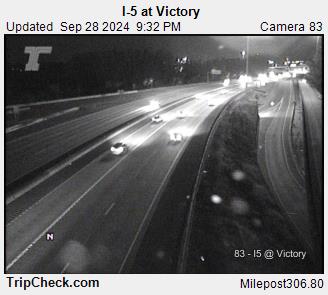 I-5 at Victory
Updated Sep 28 2024 9:32 PM
Camera 83
T
N
83 - I5 @ Victory
TripCheck.com
Milepost306.80